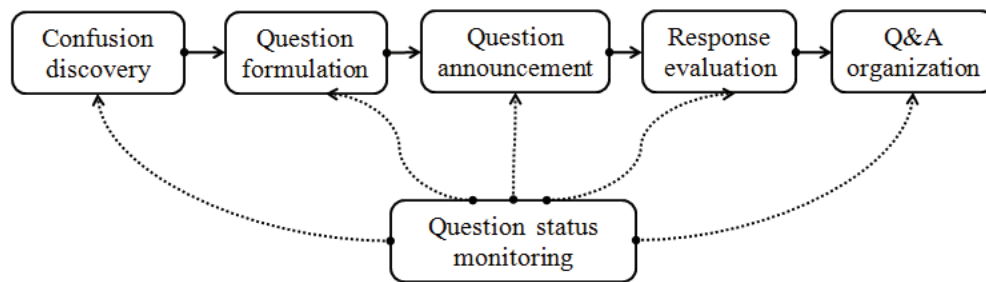 Confusion
discovery
Question
formulation
Question
announcement
Response
evaluation
Q&A
organization
Question status
monitoring